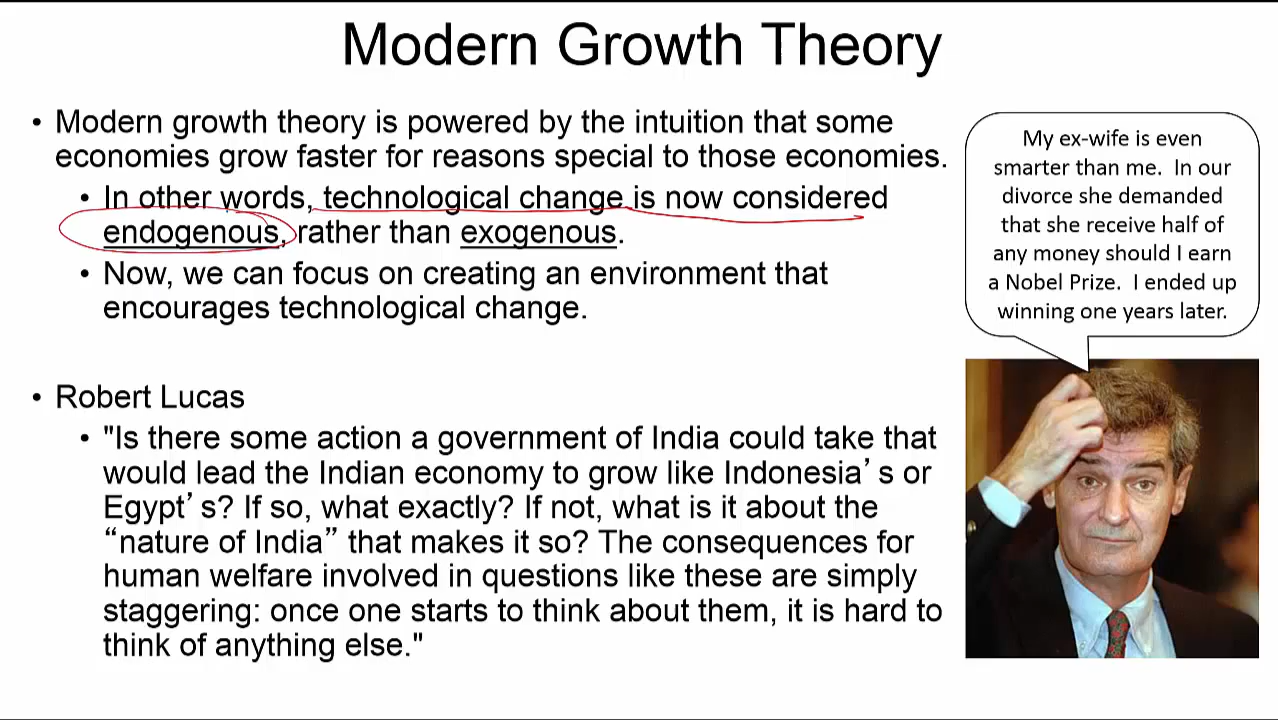 Modern Growth Theory
• Modern growth theory is powered by the intuition that some
economies grow faster for reasons special to those economies.
• In other words, technological change is now considered
endogenous, rather than exogenous.
• Now, we can focus on creating an environment that
encourages technological change.
• Robert Lucas
• "Is there some action a government of India could take that
would lead the Indian economy to grow like Indonesia’s or
Egypt’s? If so, what exactly? If not, what is it about the
“nature of India” that makes it so? The consequences for
human welfare involved in questions like these are simply
staggering: once one starts to think about them, it is hard to
think of anything else."
My ex-wife is even
smarter than me. In our
divorce she demanded
that she receive half of
any money should I earn
a Nobel Prize. I ended up
winning one years later.